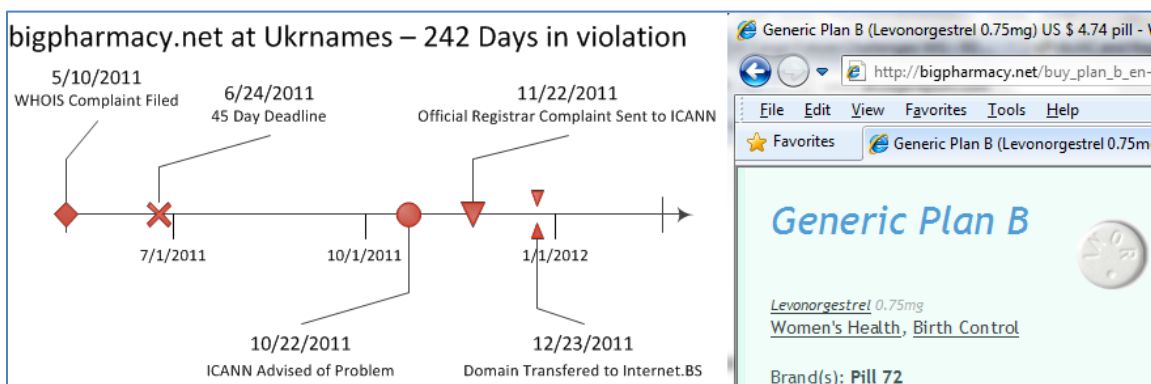 bigpharmacy.net at Ukrnames – 242 Days in violation
5/10/2011
WHOIS Complaint Filed
6/24/2011
45 Day Deadline
11/22/2011
Official Registrar Complaint Sent to ICANN
7/1/2011
10/1/2011
1/1/2012
10/22/2011
ICANN Advised of Problem
12/23/2011
Domain Transfered to Internet.BS
Generic Plan B (Levonorgestrel 0.75mg) US $ 4.74 pill -
http://bigpharmacy.net/buy_plan_b_en-
File Edit View Favorites Tools Help
Favorites
Generic Plan B (Levonorgestrel 0.75m
Generic Plan B
Levonorgestrel 0.75mg
Women's Health, Birth Control
Brand(s): Pill 72